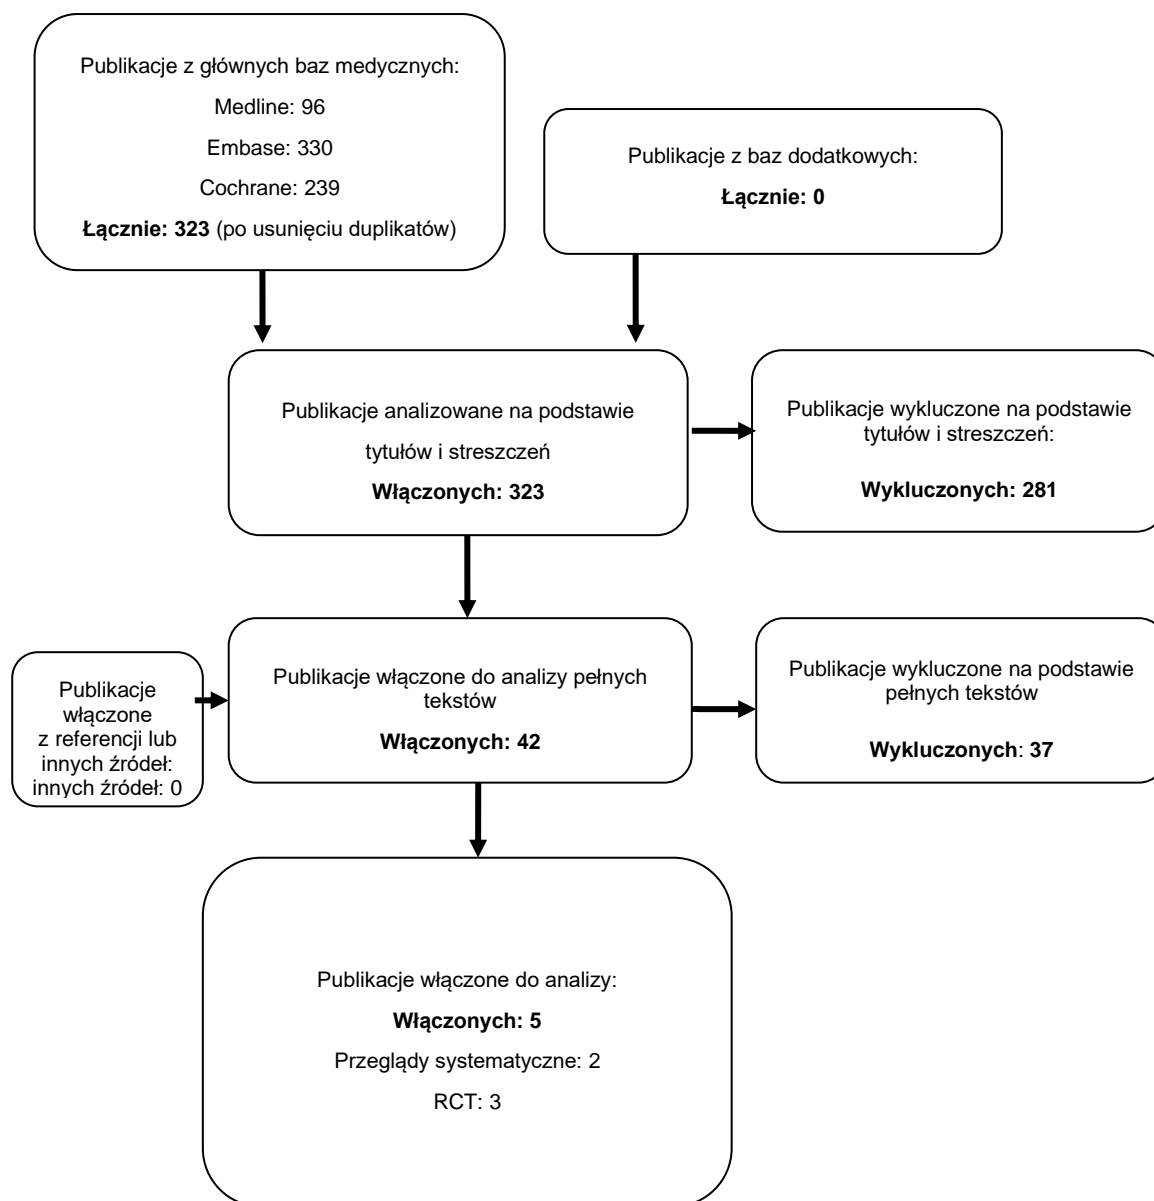 Publikacje z głównych baz medycznych:
Medline: 96
Embase: 330
Cochrane: 239
Łącznie: 323 (po usunięciu duplikatów)
Publikacje z baz dodatkowych:
Łącznie: 0
Publikacje analizowane na podstawie
tytułów i streszczeń
Włączonych: 323
Publikacje wykluczone na podstawie
tytułów i streszczeń:
Wykluczonych: 281
Publikacje
włączone
z referencji lub
innych źródeł:
innych źródeł: 0
Publikacje włączone do analizy pełnych
tekstów
Włączonych: 42
Publikacje wykluczone na podstawie
pełnych tekstów
Wykluczonych: 37
Publikacje włączone do analizy:
Włączonych: 5
Przeglądy systematyczne: 2
RCT: 3